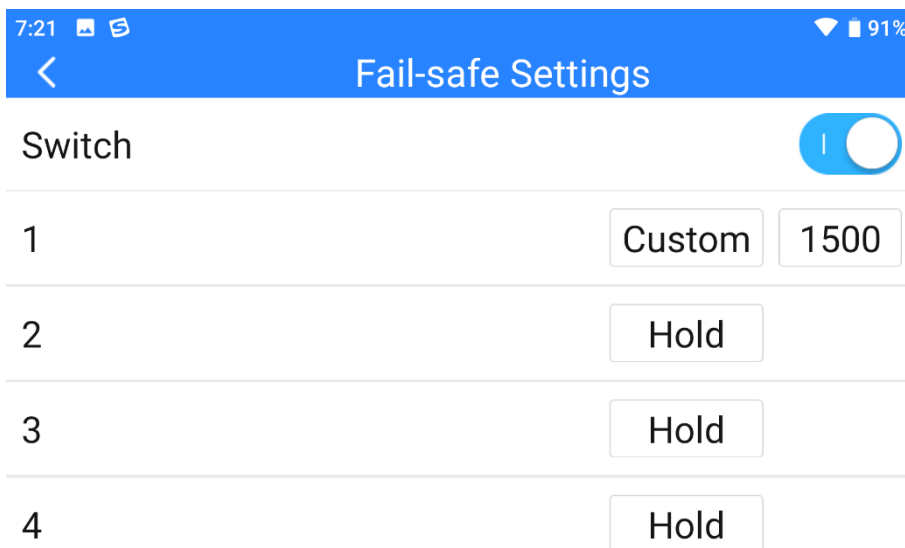 7:21 91%
Fail-safe Settings
Switch
1 Custom 1500
2 Hold
3 Hold
4 Hold